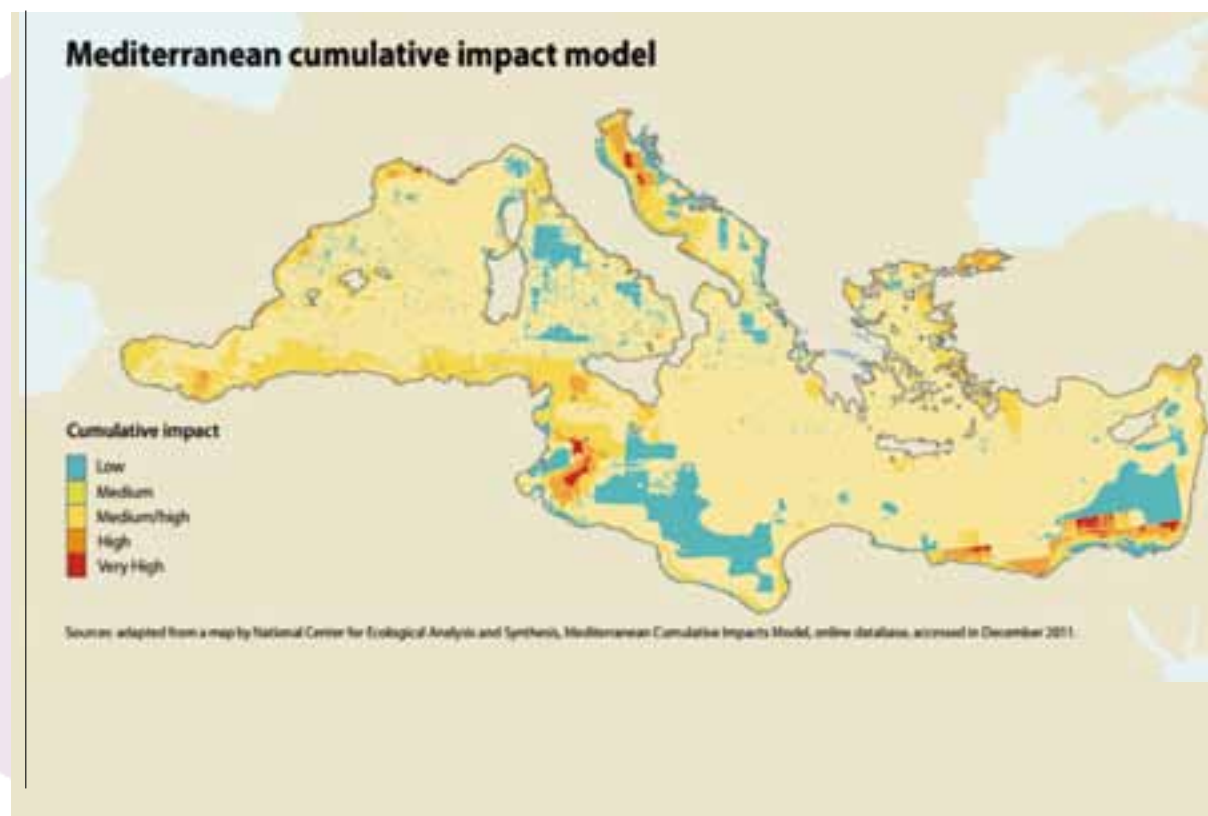 Mediterranean cumulative impact model
Cumulative impact
Low
Medium
Medium/high
High
Very High
Sources: adapted from a map by National Center for Ecological Analysis and Synthesis, Mediterranean Cumulative Impacts Model, online database, accessed in December 2011.